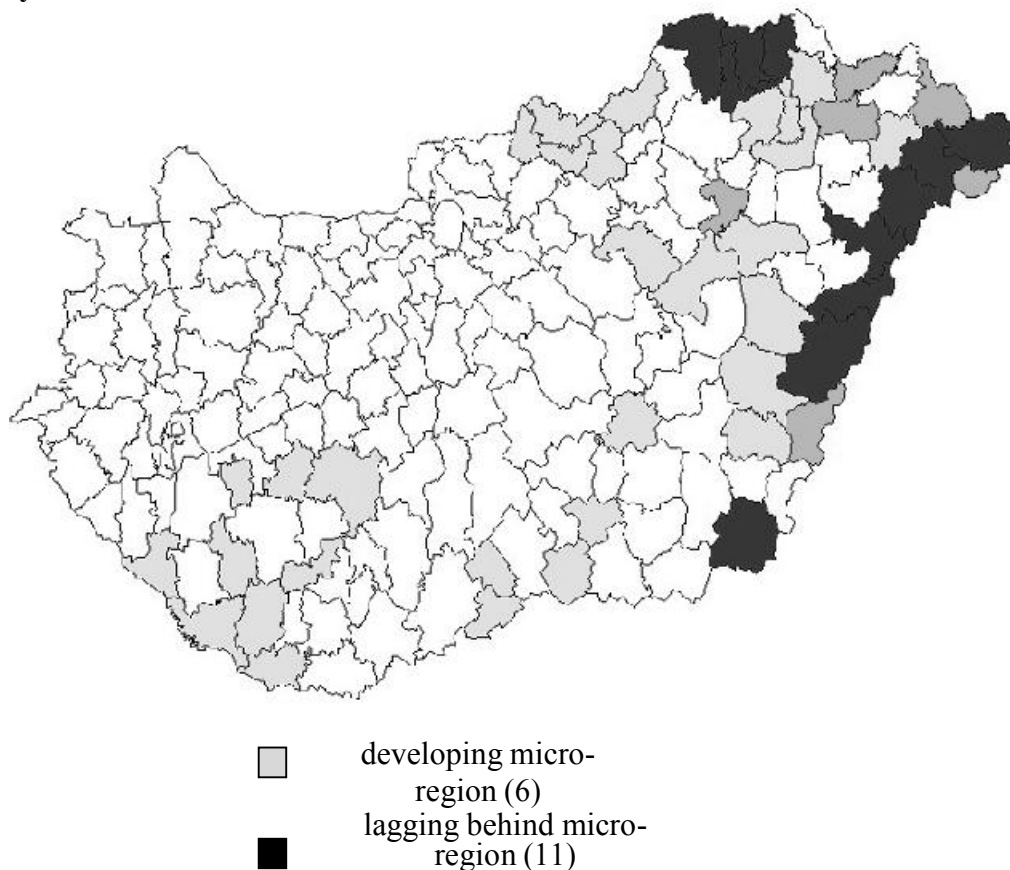 developing micro-
region (6)
lagging behind micro-
region (11)